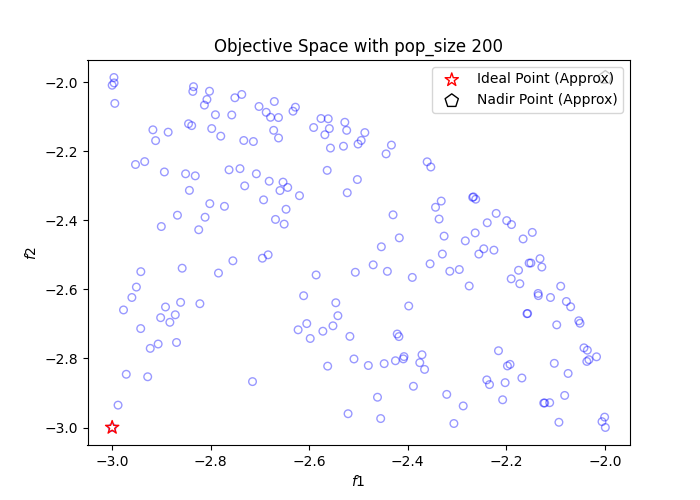 Objective Space with pop_size 200
−2.0
−2.2
−2.4
−2.6
−2.8
−3.0
f2
Ideal Point (Approx)
Nadir Point (Approx)
−3.0 −2.8 −2.6 −2.4 −2.2 −2.0
f1